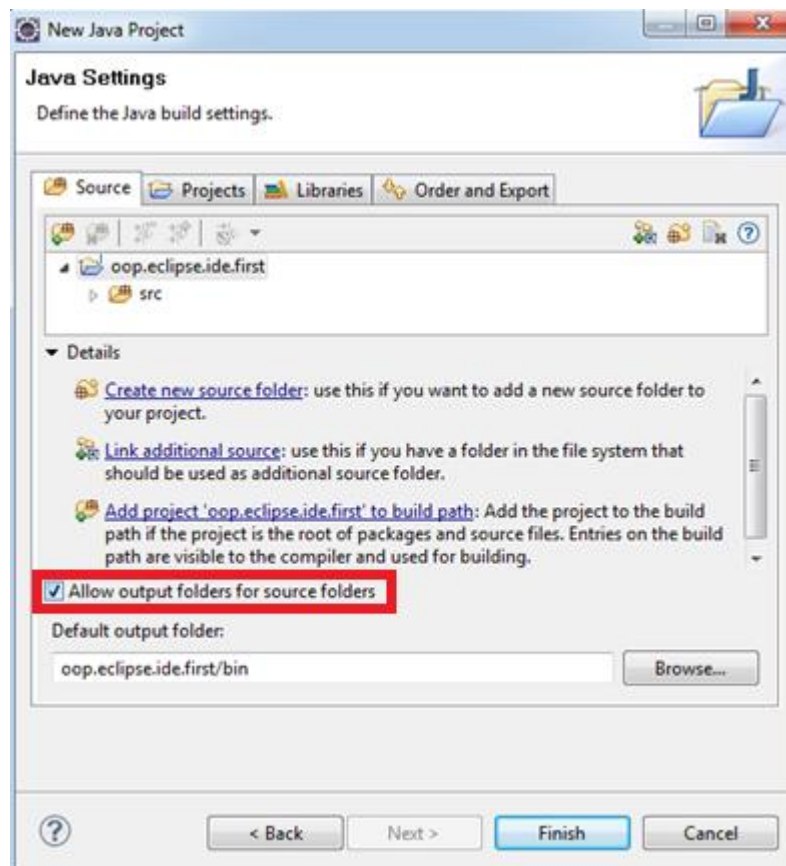 New Java Project
Java Settings
Define the Java build settings.
Source Projects Libraries Order and Export
oop.eclipse.ide.first
src
Details
Create new source folder: use this if you want to add a new source folder to
your project.
Link additional source: use this if you have a folder in the file system that
should be used as additional source folder.
Add project 'oop.eclipse.ide.first' to build path: Add the project to the build
path if the project is the root of packages and source files. Entries on the build
path are visible to the compiler and used for building.
Allow output folders for source folders
Default output folder:
oop.eclipse.ide.first/bin Browse...
< Back Next > Finish Cancel